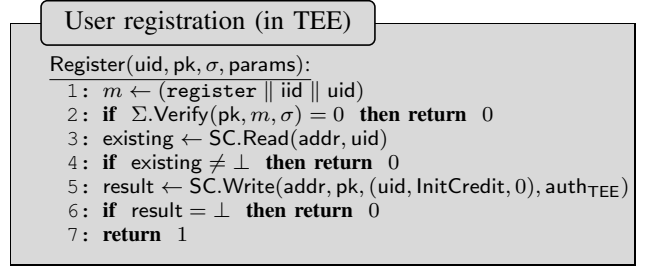 User registration (in TEE)
Register(uid, pk, σ, params):
1: m ← (register ∥ iid ∥ uid)
2: if Σ.Verify(pk, m, σ) = 0 then return 0
3: existing ← SC.Read(addr, uid)
4: if existing ≠ ⊥ then return 0
5: result ← SC.Write(addr, pk, (uid, InitCredit, 0), auth_TEE)
6: if result = ⊥ then return 0
7: return 1